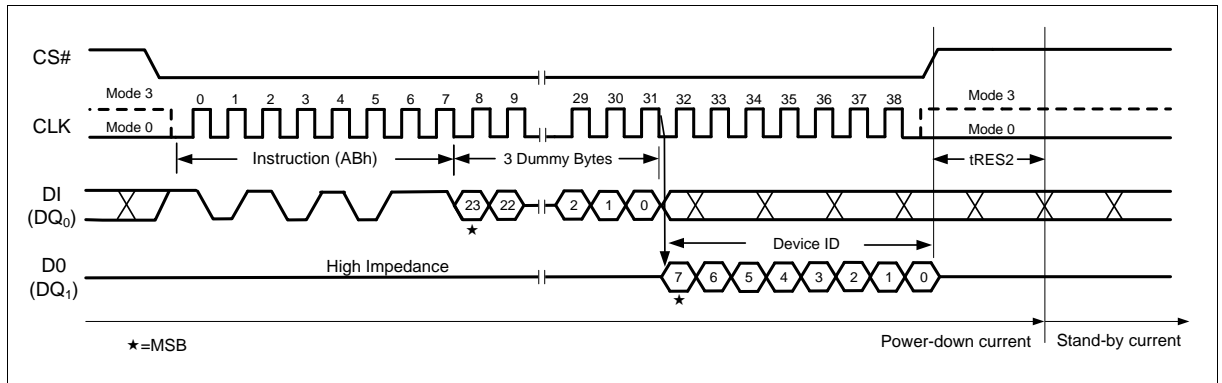 CS#
Mode 3
0 1 2 3 4 5 6 7 8 9 29 30 31 32 33 34 35 36 37 38
Mode 3
CLK
Mode 0
Mode 0
Instruction (ABh)
3 Dummy Bytes
tRES2
DI
(DQ0)
23 22 2 1 0
★
Device ID
D0
(DQ1)
High Impedance
7 6 5 4 3 2 1 0
★
★=MSB
Power-down current
Stand-by current